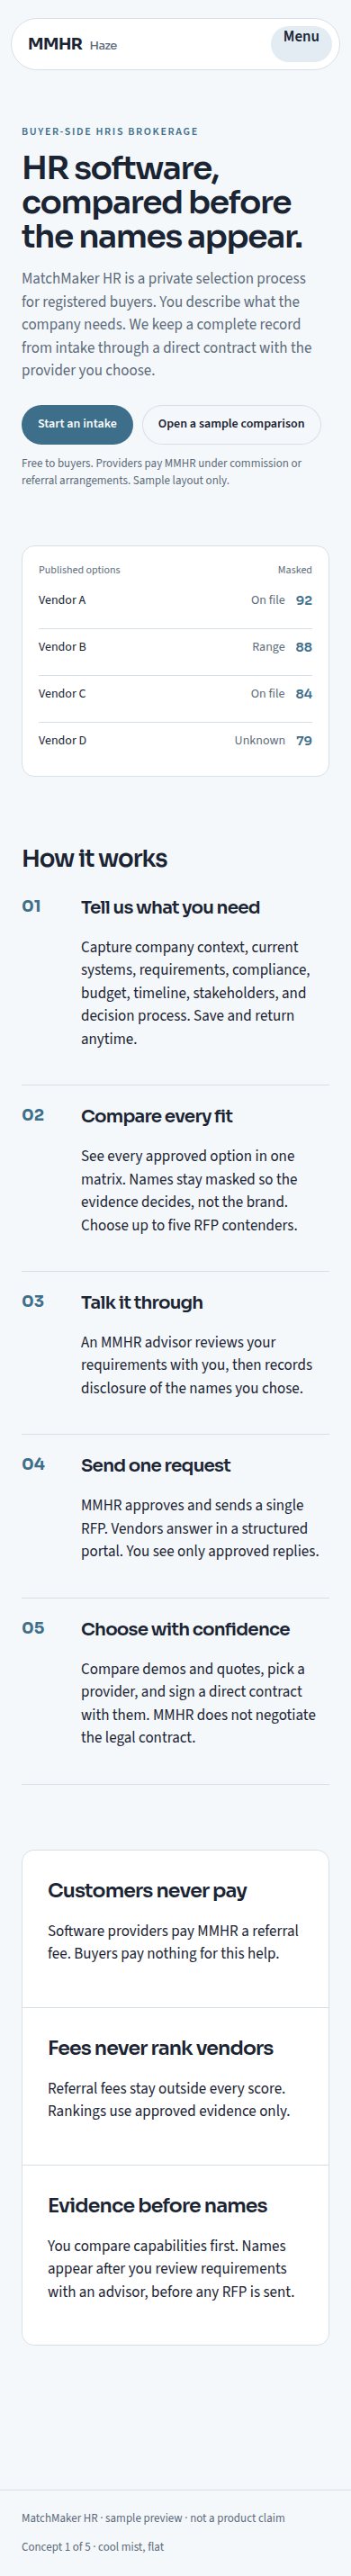 MMHR Haze Menu
BUYER-SIDE HRIS BROKERAGE
HR software,
compared before
the names appear.
MatchMaker HR is a private selection process
for registered buyers. You describe what the
company needs. We keep a complete record
from intake through a direct contract with the
provider you choose.
Start an intake Open a sample comparison
Free to buyers. Providers pay MMHR under commission or
referral arrangements. Sample layout only.
Published options Masked
Vendor A On file 92
Vendor B Range 88
Vendor C On file 84
Vendor D Unknown 79
How it works
01 Tell us what you need
Capture company context, current
systems, requirements, compliance,
budget, timeline, stakeholders, and
decision process. Save and return
anytime.
02 Compare every fit
See every approved option in one
matrix. Names stay masked so the
evidence decides, not the brand.
Choose up to five RFP contenders.
03 Talk it through
An MMHR advisor reviews your
requirements with you, then records
disclosure of the names you chose.
04 Send one request
MMHR approves and sends a single
RFP. Vendors answer in a structured
portal. You see only approved replies.
05 Choose with confidence
Compare demos and quotes, pick a
provider, and sign a direct contract
with them. MMHR does not negotiate
the legal contract.
Customers never pay
Software providers pay MMHR a referral
fee. Buyers pay nothing for this help.
Fees never rank vendors
Referral fees stay outside every score.
Rankings use approved evidence only.
Evidence before names
You compare capabilities first. Names
appear after you review requirements
with an advisor, before any RFP is sent.
MatchMaker HR · sample preview · not a product claim
Concept 1 of 5 · cool mist, flat